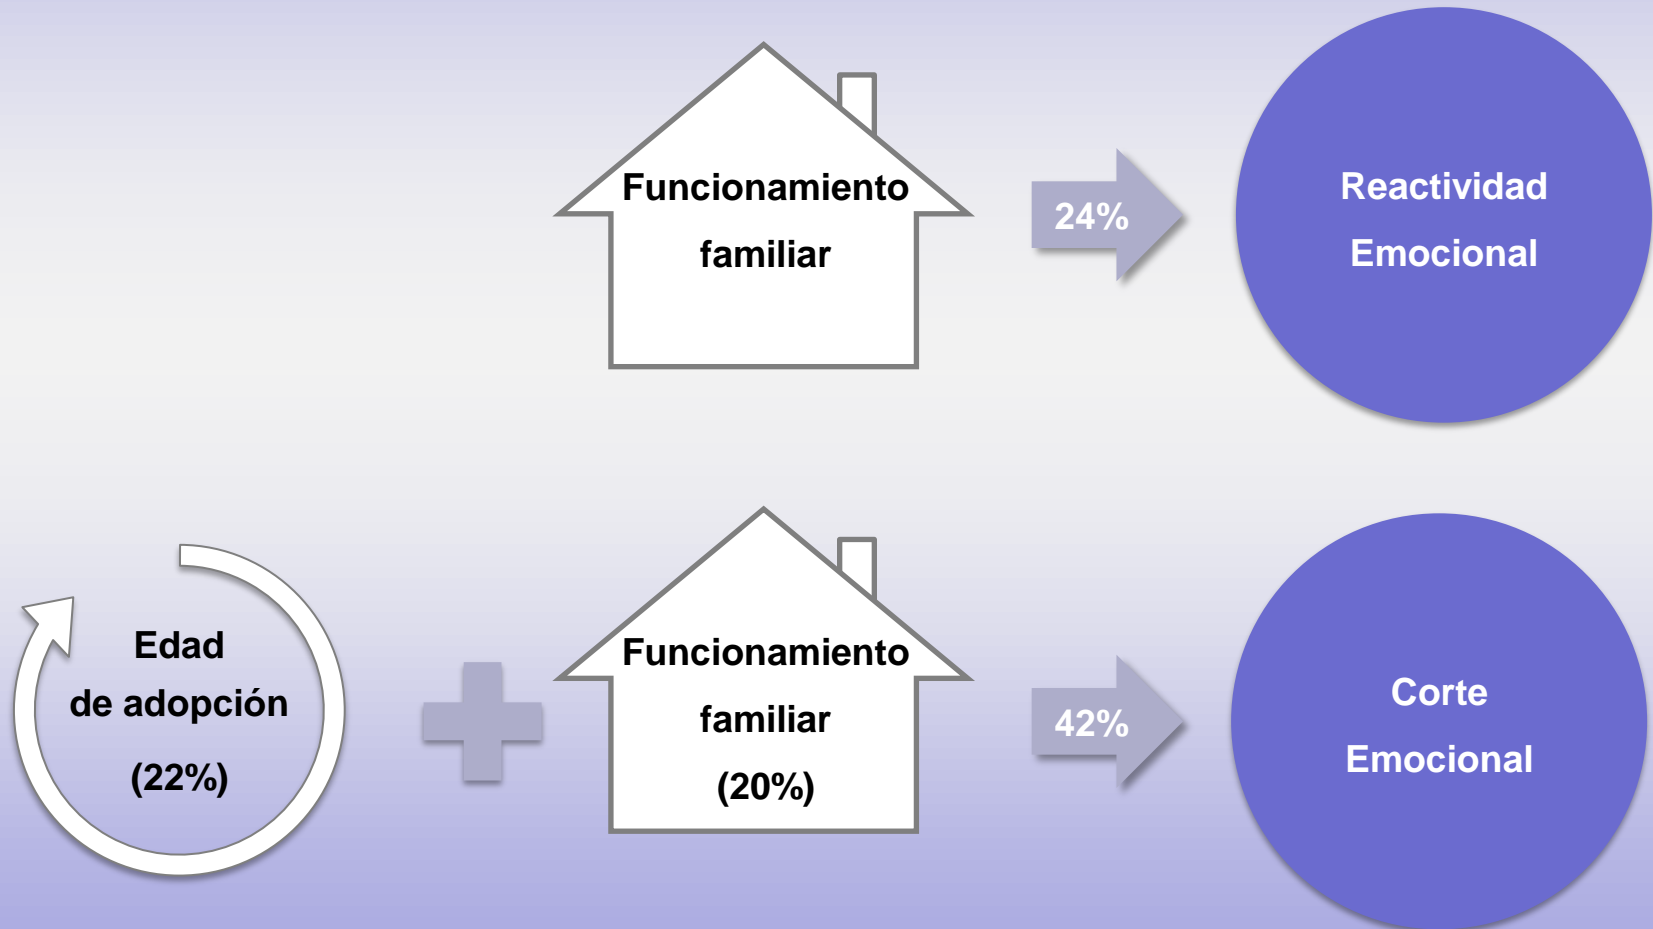 Funcionamiento
familiar
24%
Reactividad
Emocional
Edad
de adopción
(22%)
Funcionamiento
familiar
(20%)
42%
Corte
Emocional